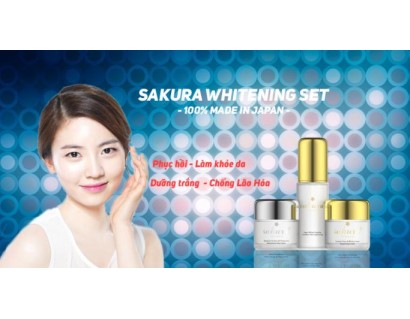 SAKURA WHITENING SET
- 100% MADE IN JAPAN -
Phục hồi - Làm khỏe da
Dưỡng trắng - Chống Lão Hóa